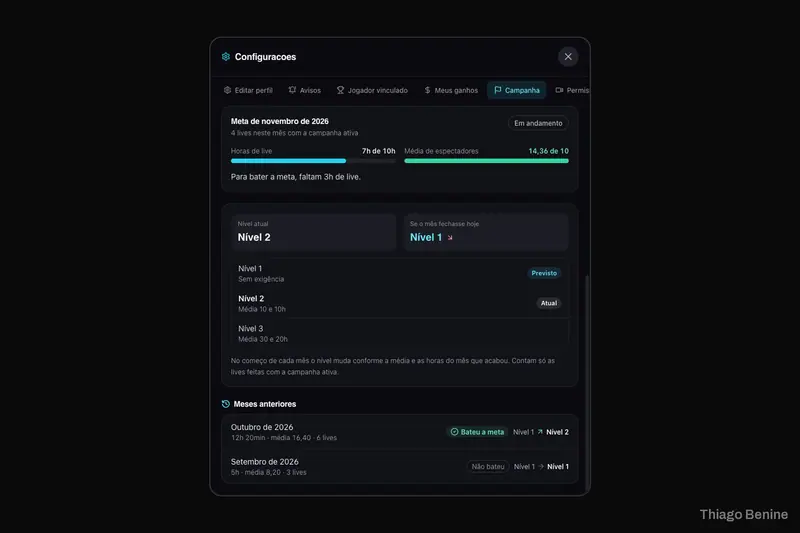 Configuracoes
Editar perfil
Avisos
Jogador vinculado
Meus ganhos
Campanha
Permis
Meta de novembro de 2026
Em andamento
4 lives neste mês com a campanha ativa
Horas de live
7h de 10h
Média de espectadores
14,36 de 10
Para bater a meta, faltam 3h de live.
Nível atual
Nível 2
Se o mês fechasse hoje
Nível 1
Nível 1
Sem exigência
Previsto
Nível 2
Média 10 e 10h
Atual
Nível 3
Média 30 e 20h
No começo de cada mês o nível muda conforme a média e as horas do mês que acabou. Contam só as
lives feitas com a campanha ativa.
Meses anteriores
Outubro de 2026
12h 20min · média 16,40 · 6 lives
Bateu a meta
Nível 1 ↗ Nível 2
Setembro de 2026
5h · média 8,20 · 3 lives
Não bateu
Nível 1 → Nível 1
Thiago Benine